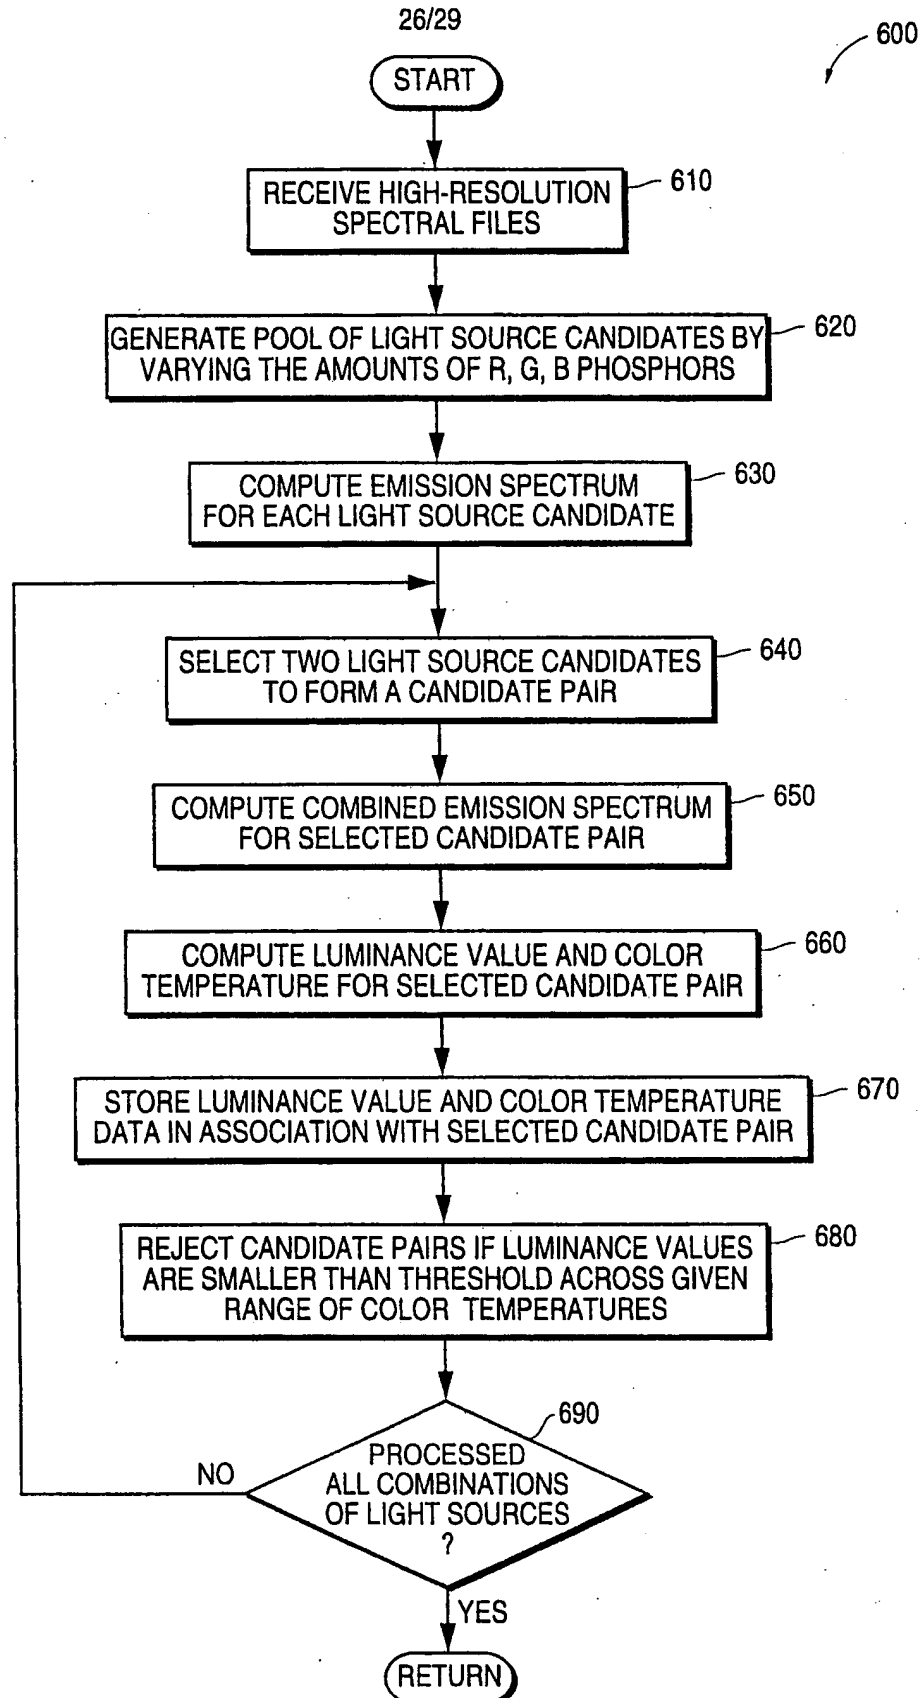 26/29
600
START
RECEIVE HIGH-RESOLUTION
SPECTRAL FILES
610
GENERATE POOL OF LIGHT SOURCE CANDIDATES BY
VARYING THE AMOUNTS OF R, G, B PHOSPHORS
620
COMPUTE EMISSION SPECTRUM
FOR EACH LIGHT SOURCE CANDIDATE
630
SELECT TWO LIGHT SOURCE CANDIDATES
TO FORM A CANDIDATE PAIR
640
COMPUTE COMBINED EMISSION SPECTRUM
FOR SELECTED CANDIDATE PAIR
650
COMPUTE LUMINANCE VALUE AND COLOR
TEMPERATURE FOR SELECTED CANDIDATE PAIR
660
STORE LUMINANCE VALUE AND COLOR TEMPERATURE
DATA IN ASSOCIATION WITH SELECTED CANDIDATE PAIR
670
REJECT CANDIDATE PAIRS IF LUMINANCE VALUES
ARE SMALLER THAN THRESHOLD ACROSS GIVEN
RANGE OF COLOR TEMPERATURES
680
690
PROCESSED
ALL COMBINATIONS
OF LIGHT SOURCES
?
NO
YES
RETURN